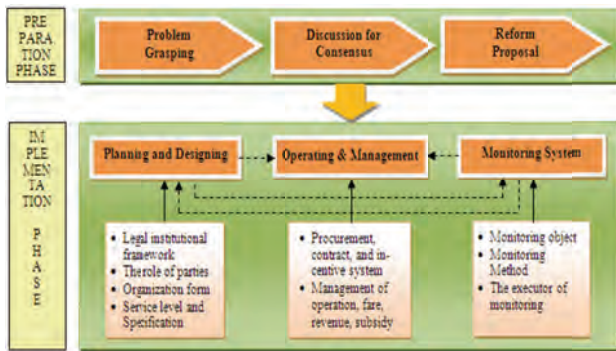 PRE
PARA
TION
PHASE
Problem
Grasping
Discussion for
Consensus
Reform
Proposal
IM
PLE
MEN
TA
TION
P
H
A
S
E
Planning and Designing
Operating & Management
Monitoring System
• Legal institutional
framework
• The role of parties
• Organization form
• Service level and
Specification
• Procurement,
contract, and in-
centive system
• Management of
operation, fare,
revenue, subsidy
• Monitoring object
• Monitoring
Method
• The executor of
monitoring